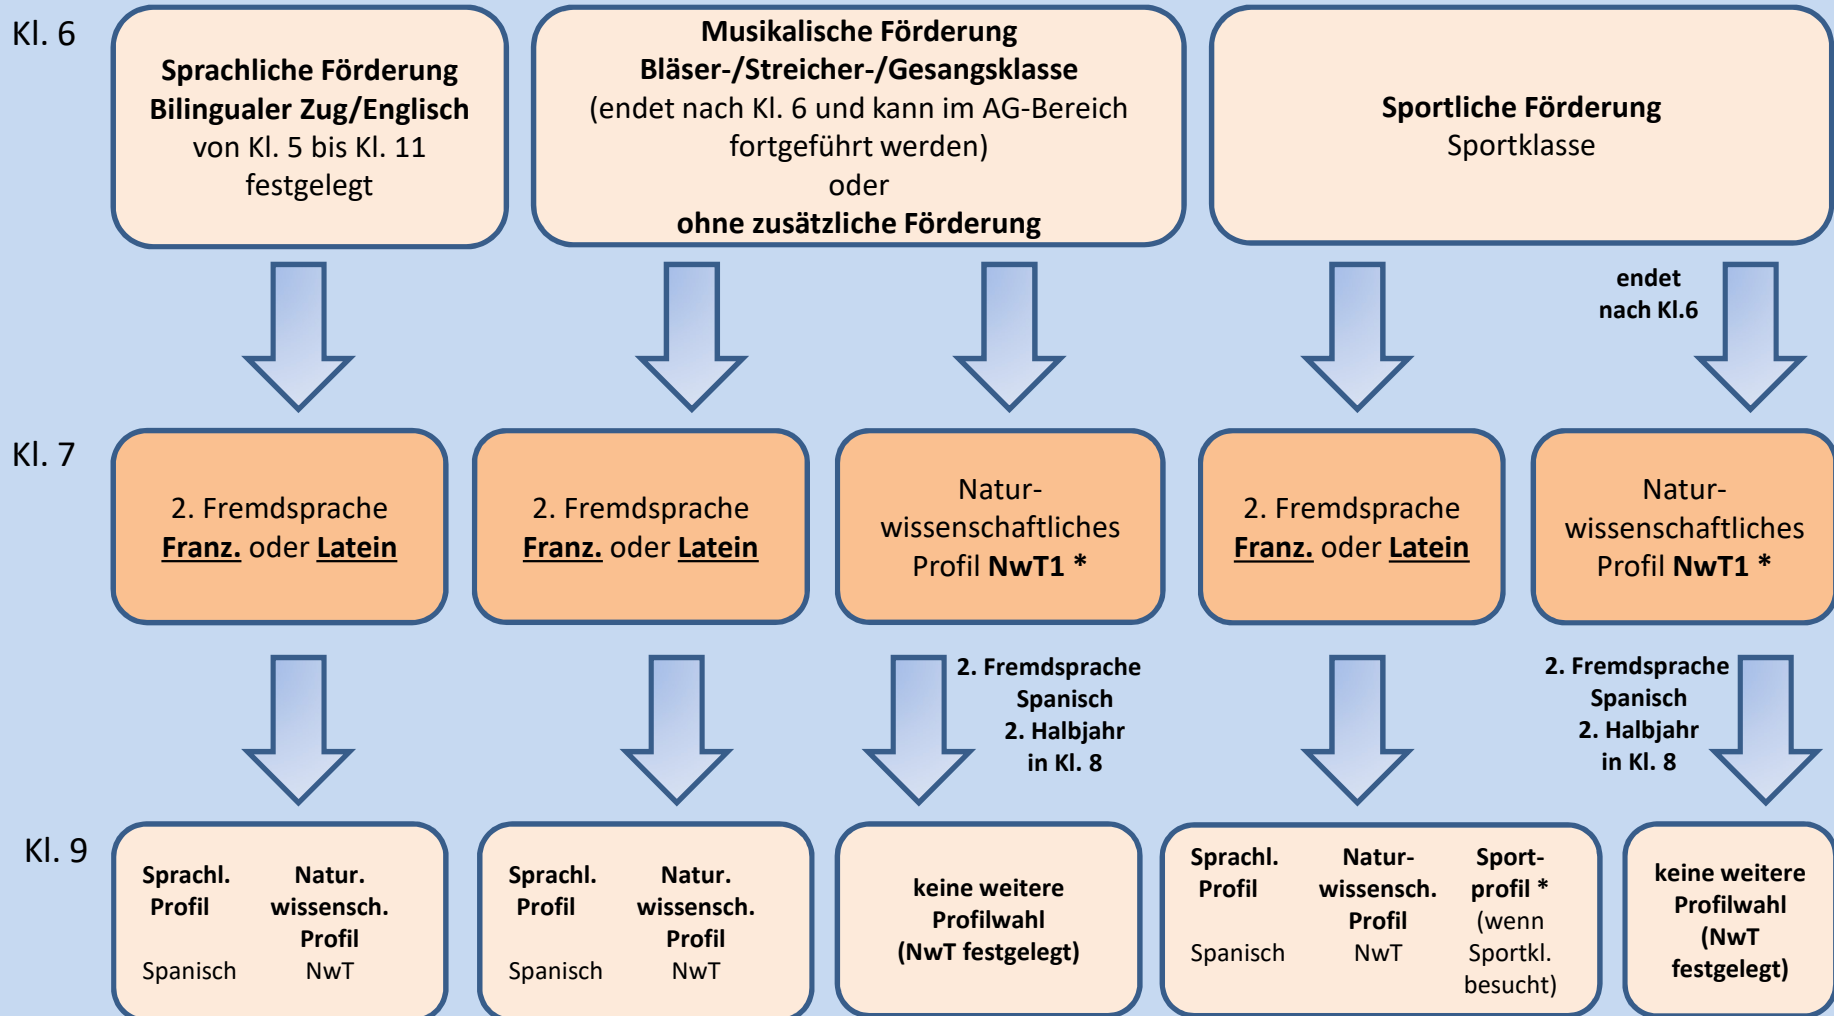 Kl. 6
Sprachliche Förderung
Bilingualer Zug/Englisch
von Kl. 5 bis Kl. 11
festgelegt
Musikalische Förderung
Bläser-/Streicher-/Gesangsklasse
(endet nach Kl. 6 und kann im AG-Bereich
fortgeführt werden)
oder
ohne zusätzliche Förderung
Sportliche Förderung
Sportklasse
endet
nach Kl.6
Kl. 7
2. Fremdsprache
Franz. oder Latein
2. Fremdsprache
Franz. oder Latein
Natur-
wissenschaftliches
Profil NwT1 *
2. Fremdsprache
Franz. oder Latein
Natur-
wissenschaftliches
Profil NwT1 *
2. Fremdsprache
Spanisch
2. Halbjahr
in Kl. 8
2. Fremdsprache
Spanisch
2. Halbjahr
in Kl. 8
Kl. 9
Sprachl.
Profil
Spanisch
Natur.
wissensch.
Profil
NwT
Sprachl.
Profil
Spanisch
Natur.
wissensch.
Profil
NwT
keine weitere
Profilwahl
(NwT festgelegt)
Sprachl.
Profil
Spanisch
Natur-
wissensch.
Profil
NwT
Sport-
profil *
(wenn
Sportkl.
besucht)
keine weitere
Profilwahl
(NwT
festgelegt)